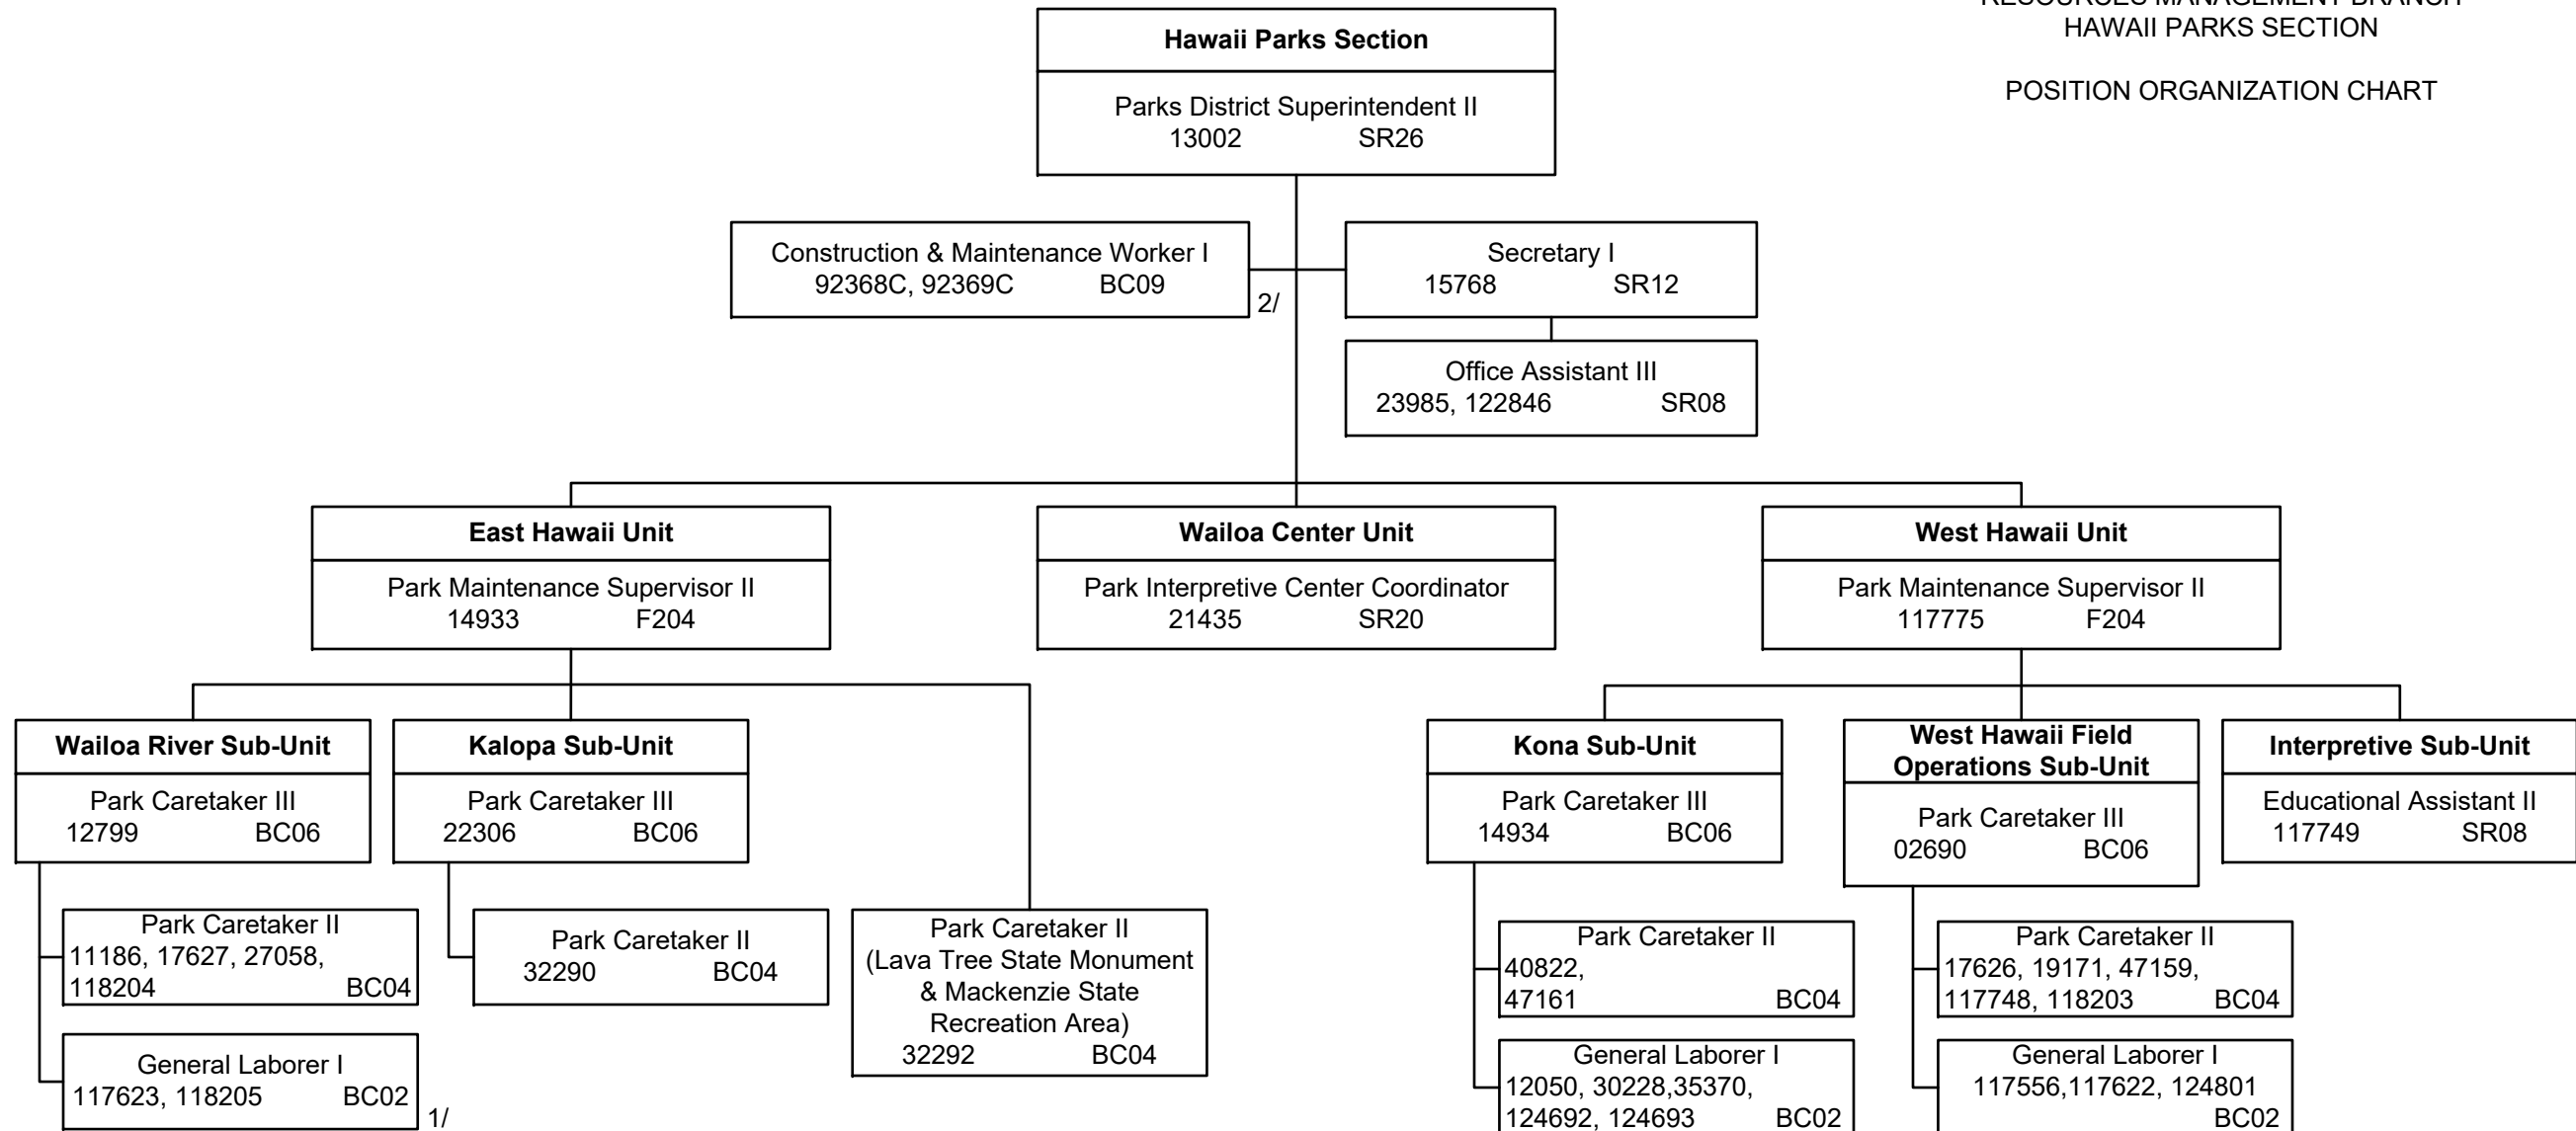 RESOURCES MANAGEMENT BRANCH
HAWAII PARKS SECTION
POSITION ORGANIZATION CHART
Hawaii Parks Section
Parks District Superintendent II
13002 SR26
Construction & Maintenance Worker I
92368C, 92369C BC09
2/
Secretary I
15768 SR12
Office Assistant III
23985, 122846 SR08
East Hawaii Unit
Park Maintenance Supervisor II
14933 F204
Wailoa Center Unit
Park Interpretive Center Coordinator
21435 SR20
West Hawaii Unit
Park Maintenance Supervisor II
117775 F204
Wailoa River Sub-Unit
Park Caretaker III
12799 BC06
Kalopa Sub-Unit
Park Caretaker III
22306 BC06
Kona Sub-Unit
Park Caretaker III
14934 BC06
West Hawaii Field
Operations Sub-Unit
Park Caretaker III
02690 BC06
Interpretive Sub-Unit
Educational Assistant II
117749 SR08
Park Caretaker II
11186, 17627, 27058,
118204 BC04
General Laborer I
117623, 118205 BC02
1/
Park Caretaker II
32290 BC04
Park Caretaker II
(Lava Tree State Monument
& Mackenzie State
Recreation Area)
32292 BC04
Park Caretaker II
40822,
47161 BC04
General Laborer I
12050, 30228,35370,
124692, 124693 BC02
Park Caretaker II
17626, 19171, 47159,
117748, 118203 BC04
General Laborer I
117556,117622, 124801
BC02